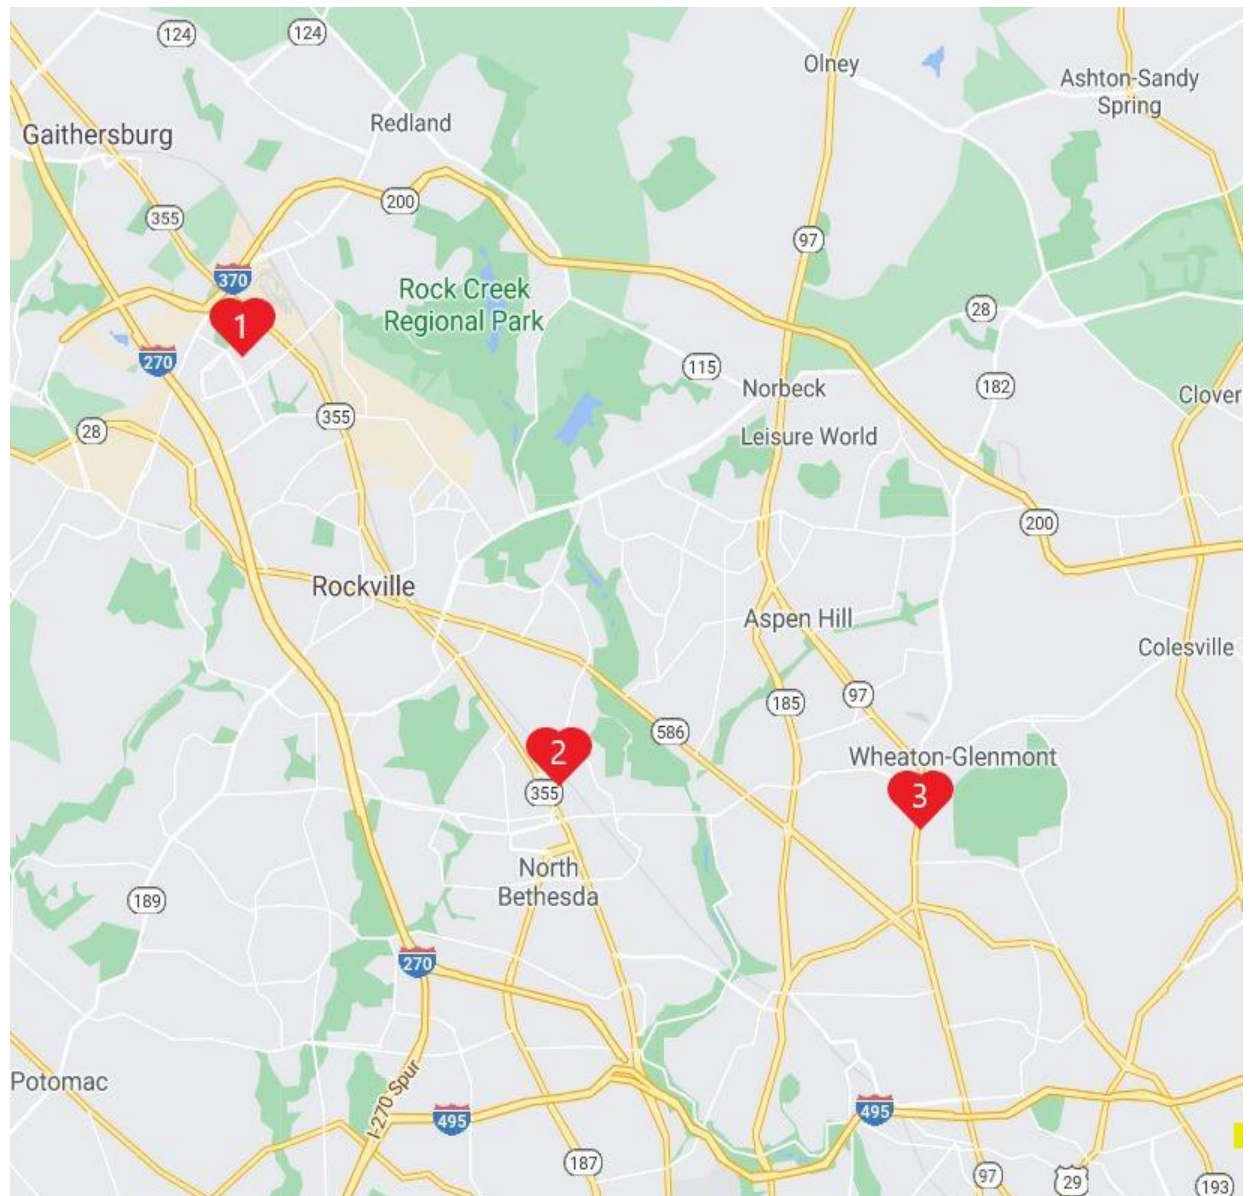 124
124
Olney
Ashton-Sandy
Spring
Redland
Gaithersburg
200
355
97
370
Rock Creek
Regional Park
28
1
270
115
Norbeck
182
Clover
355
28
Leisure World
200
Rockville
Aspen Hill
Colesville
97
185
586
2
Wheaton-Glenmont
355
3
North
Bethesda
189
270
Potomac
I-270 Spur
495
495
187
97
29
193